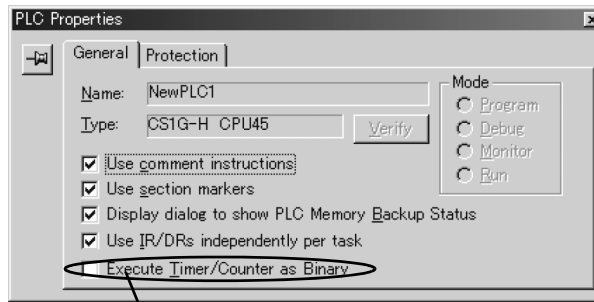 PLC Properties
General Protection
Name: NewPLC1
Type: CS1G-H CPU45 Verify
Mode
Program
Debug
Monitor
Run
Use comment instructions
Use section markers
Display dialog to show PLC Memory Backup Status
Use IR/DRs independently per task
Execute Timer/Counter as Binary